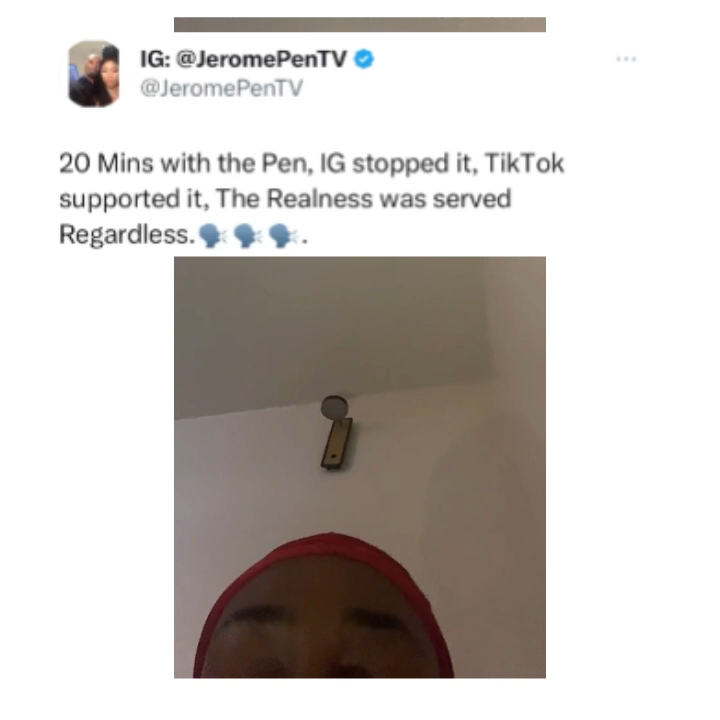 IG: @JeromePenTV
@JeromePenTV
20 Mins with the Pen, IG stopped it, TikTok
supported it, The Realness was served
Regardless.🗣️🗣️🗣️.